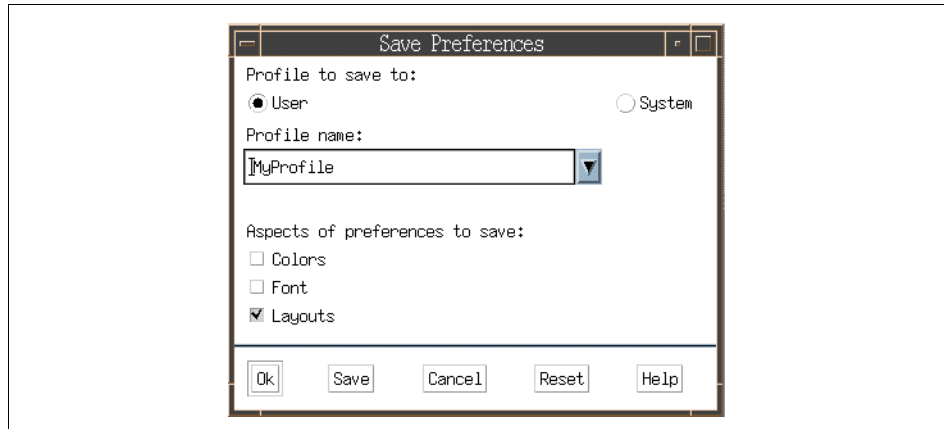 Save Preferences
Profile to save to:
User System
Profile name:
MyProfile
Aspects of preferences to save:
Colors
Font
Layouts
Ok Save Cancel Reset Help